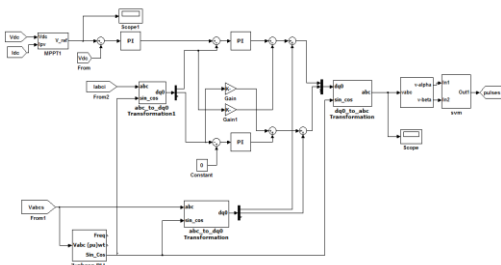 Vdc
Idc
Vdc
Ipv
V_ref
MPPT1
Scope1
Vdc
From
PI
PI
Iabcl
From2
abc
sin_cos
dq0
abc_to_dq0
Transformation1
Gain
Gain1
0
Constant
PI
dq0
sin_cos
abc
dq0_to_abc
Transformation
Scope
vabc
v-alpha
v-beta
In1
In2
Out1
svm
pulses
Vabcs
From1
abc
sin_Cos
dq0
abc_to_dq0
Transformation
Freq
Vabc (pu)
wt
Sin_Cos